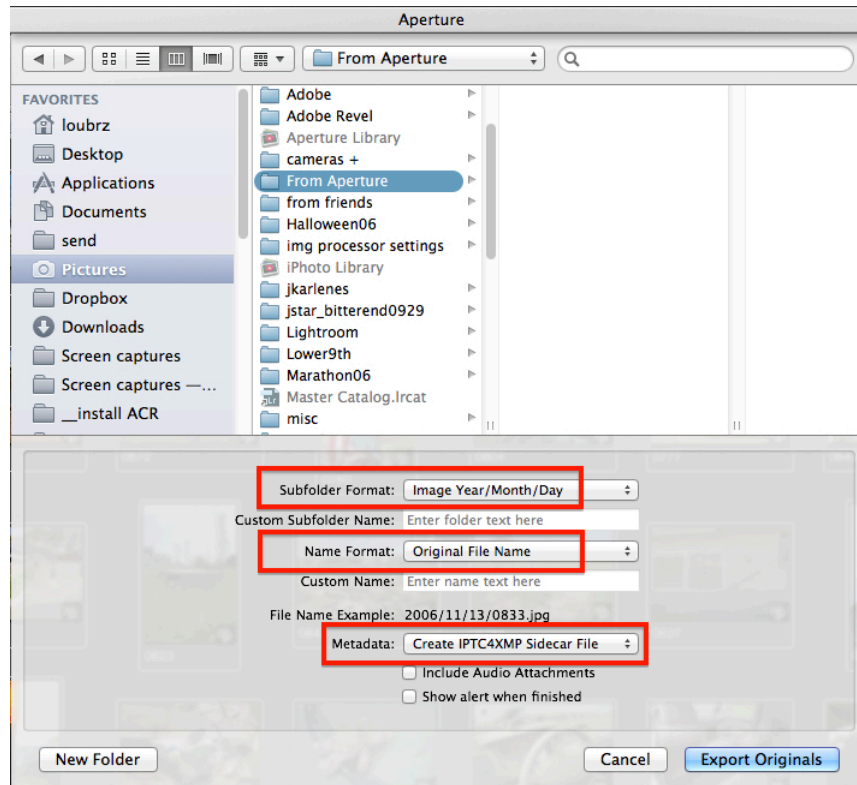 Aperture
From Aperture
FAVORITES
loubrz
Desktop
Applications
Documents
send
Pictures
Dropbox
Downloads
Screen captures
Screen captures —...
__install ACR
Adobe
Adobe Revel
Aperture Library
cameras +
From Aperture
from friends
Halloween06
img processor settings
iPhoto Library
jkarlenes
jstar_bitterend0929
Lightroom
Lower9th
Marathon06
Master Catalog.lrcat
misc
Subfolder Format: Image Year/Month/Day
Custom Subfolder Name: Enter folder text here
Name Format: Original File Name
Custom Name: Enter name text here
File Name Example: 2006/11/13/0833.jpg
Metadata: Create IPTC4XMP Sidecar File
Include Audio Attachments
Show alert when finished
New Folder
Cancel
Export Originals